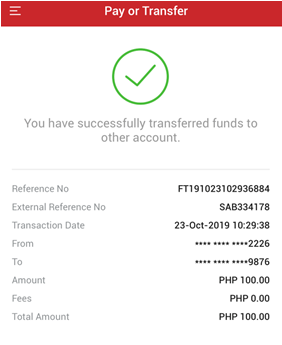 Pay or Transfer
You have successfully transferred funds to
other account.
Reference No FT191023102936884
External Reference No SAB334178
Transaction Date 23-Oct-2019 10:29:38
From **** **** ****2226
To **** **** ****9876
Amount PHP 100.00
Fees PHP 0.00
Total Amount PHP 100.00